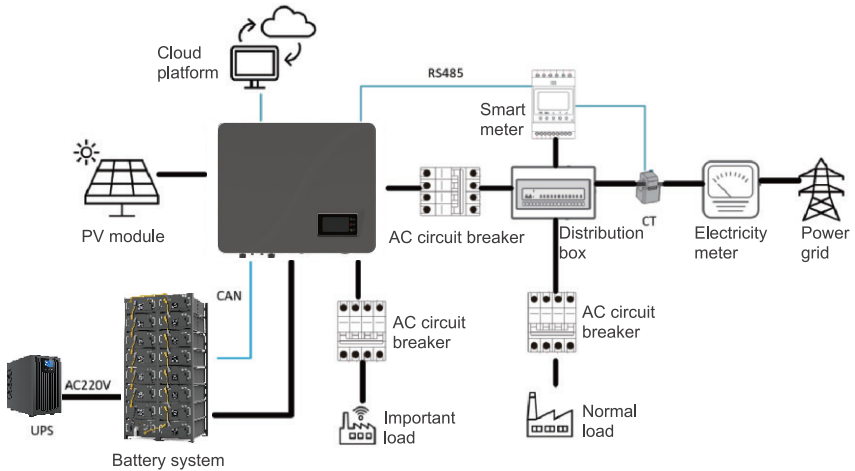 Cloud
platform
RS485
Smart
meter
PV module
AC circuit breaker
Distribution
box
CT
Electricity
meter
Power
grid
CAN
AC circuit
breaker
AC circuit
breaker
AC220V
UPS
Important
load
Normal
load
Battery system